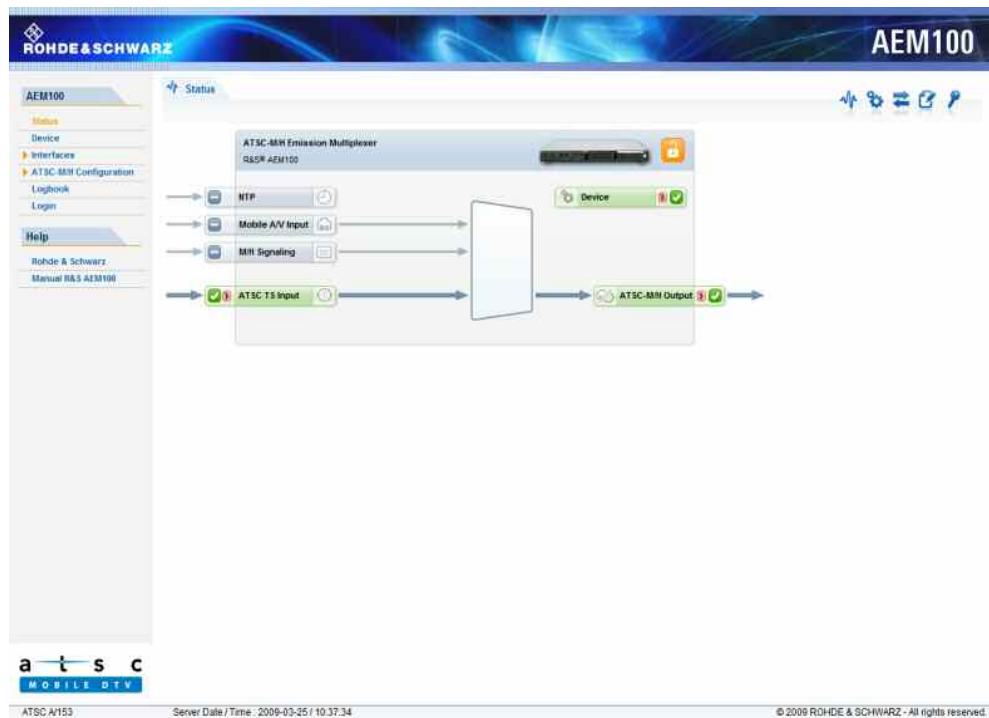 ROHDE&SCHWARZ
AEM100
AEM100
Status
Device
Interfaces
ATSC-M/H Configuration
Logbook
Login
Help
Rohde & Schwarz
Manual R&S AEM100
Status
ATSC-M/H Emission Multiplexer
R&S® AEM100
NTP
Device
Mobile A/V Input
M/H Signaling
ATSC TS Input
ATSC-M/H Output
atsc
MOBILE DTV
ATSC A/153
Server Date / Time : 2009-03-25 / 10:37:34
© 2009 ROHDE & SCHWARZ - All rights reserved.